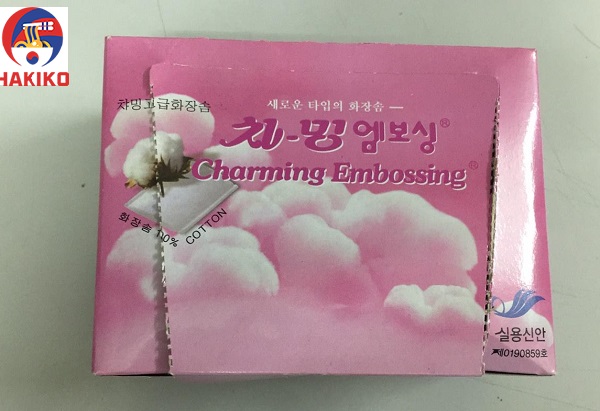 HAKIKO
챠밍고급화장솜
새로운 타입의 화장솜
챠-밍 엠보싱®
Charming Embossing®
화장솜 100% COTTON
실용신안
제0190859호